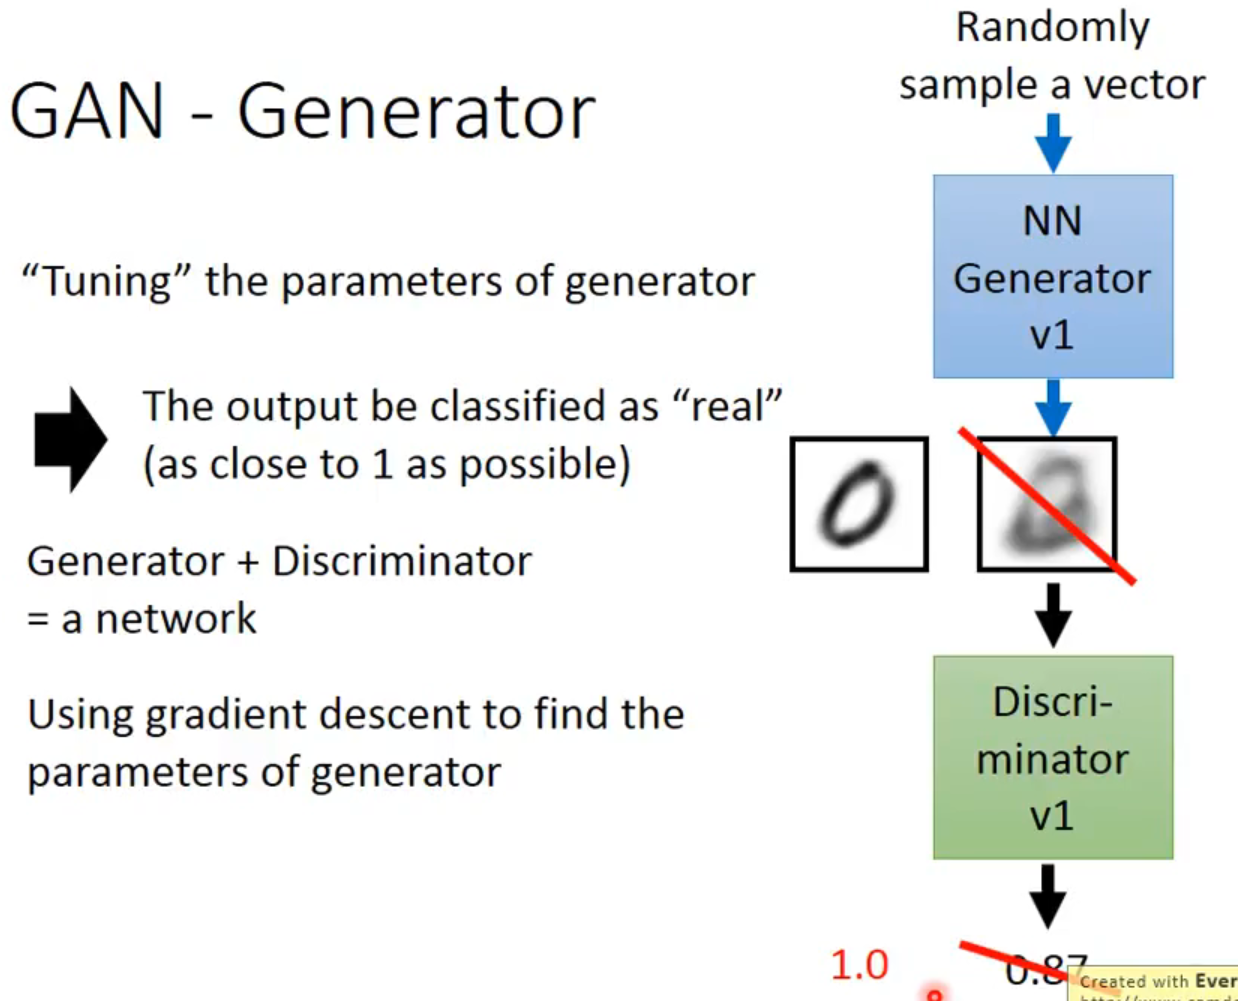 Randomly
sample a vector
GAN - Generator
NN
Generator
v1
“Tuning” the parameters of generator
The output be classified as “real”
(as close to 1 as possible)
Generator + Discriminator
= a network
Using gradient descent to find the
parameters of generator
Discri-
minator
v1
1.0
0.87
Created with Ever